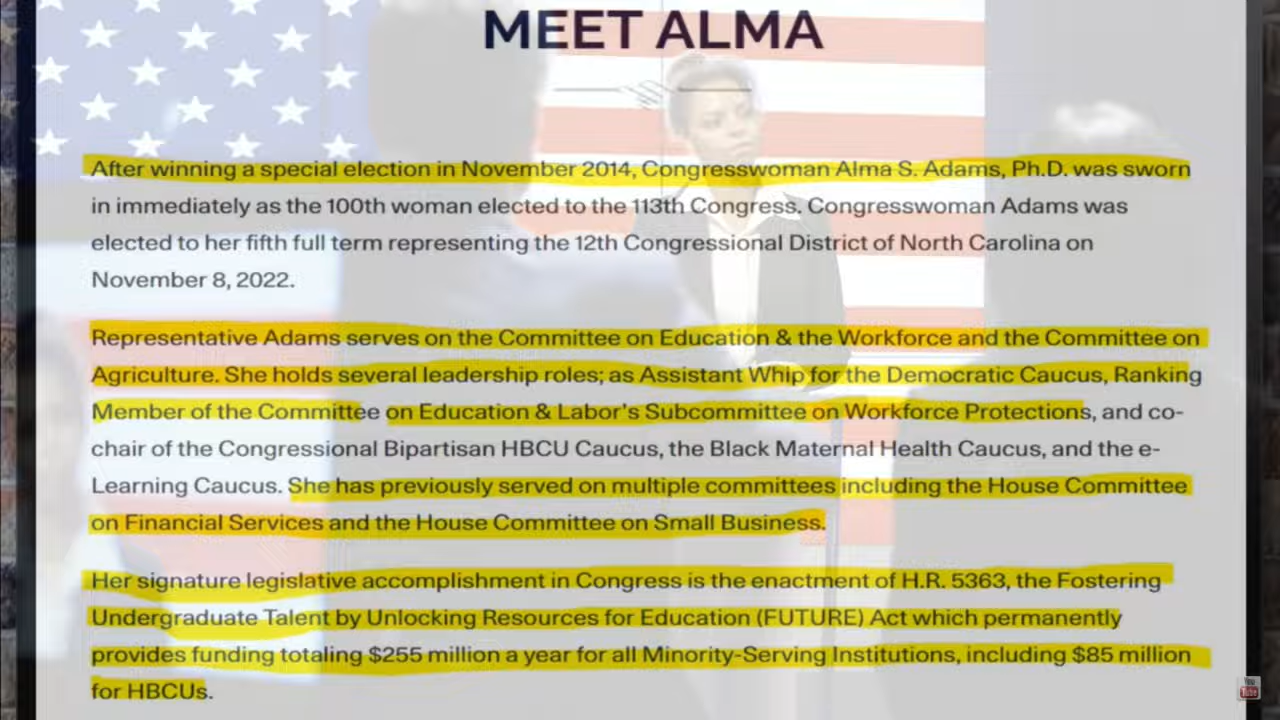 MEET ALMA
After winning a special election in November 2014, Congresswoman Alma S. Adams, Ph.D. was sworn
in immediately as the 100th woman elected to the 113th Congress. Congresswoman Adams was
elected to her fifth full term representing the 12th Congressional District of North Carolina on
November 8, 2022.
Representative Adams serves on the Committee on Education & the Workforce and the Committee on
Agriculture. She holds several leadership roles; as Assistant Whip for the Democratic Caucus, Ranking
Member of the Committee on Education & Labor's Subcommittee on Workforce Protections, and co-
chair of the Congressional Bipartisan HBCU Caucus, the Black Maternal Health Caucus, and the e-
Learning Caucus. She has previously served on multiple committees including the House Committee
on Financial Services and the House Committee on Small Business.
Her signature legislative accomplishment in Congress is the enactment of H.R. 5363, the Fostering
Undergraduate Talent by Unlocking Resources for Education (FUTURE) Act which permanently
provides funding totaling $255 million a year for all Minority-Serving Institutions, including $85 million
for HBCUs.
You
Tube